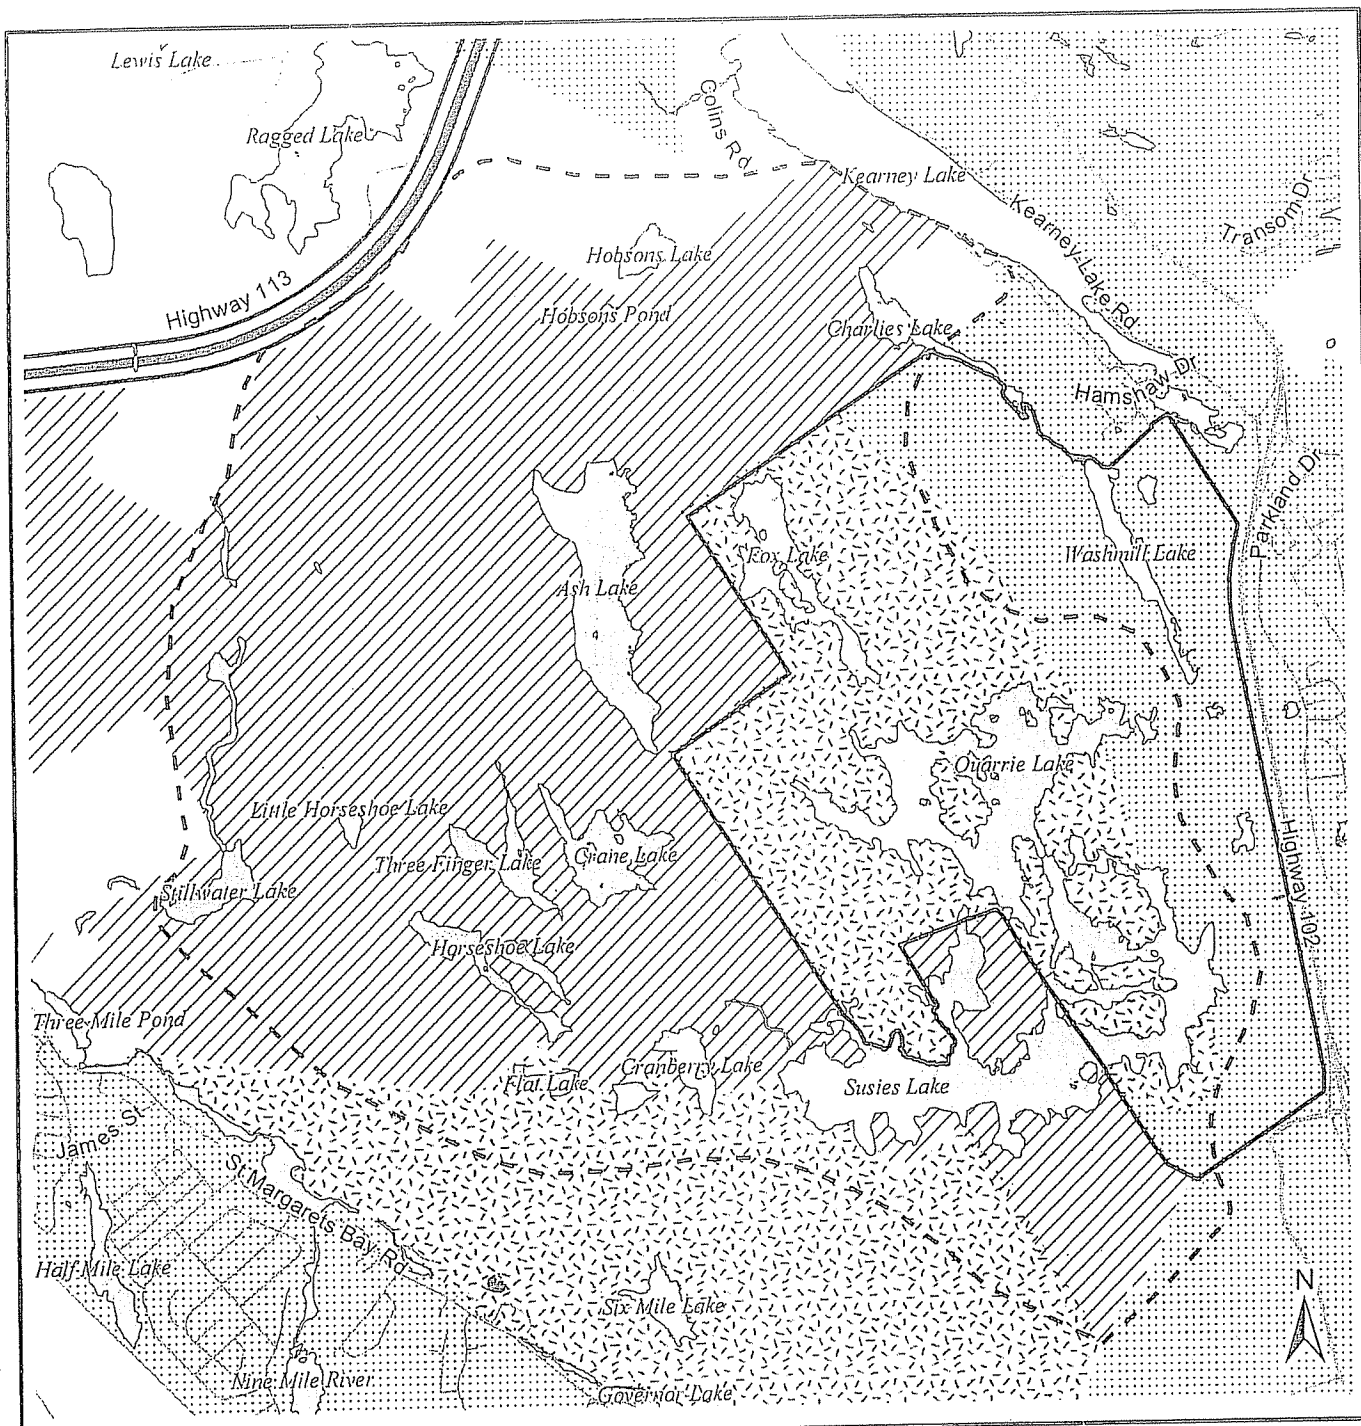 Lewis Lake
Ragged Lake
Colins Rd
Kearney Lake
Kearney Lake Rd
Transom Dr
Hobsons Lake
Highway 113
Hobsons Pond
Charlies Lake
Hamshaw Dr
Parkland Dr
Fox Lake
Washmill Lake
Ash Lake
Quarrie Lake
Little Horseshoe Lake
Three Finger Lake
Crane Lake
Stillwater Lake
Highway 102
Horseshoe Lake
Three Mile Pond
Flat Lake
Cranberry Lake
Susies Lake
James St
St Margarets Bay Rd
Half Mile Lake
Six Mile Lake
N
Nine Mile River
Governor Lake